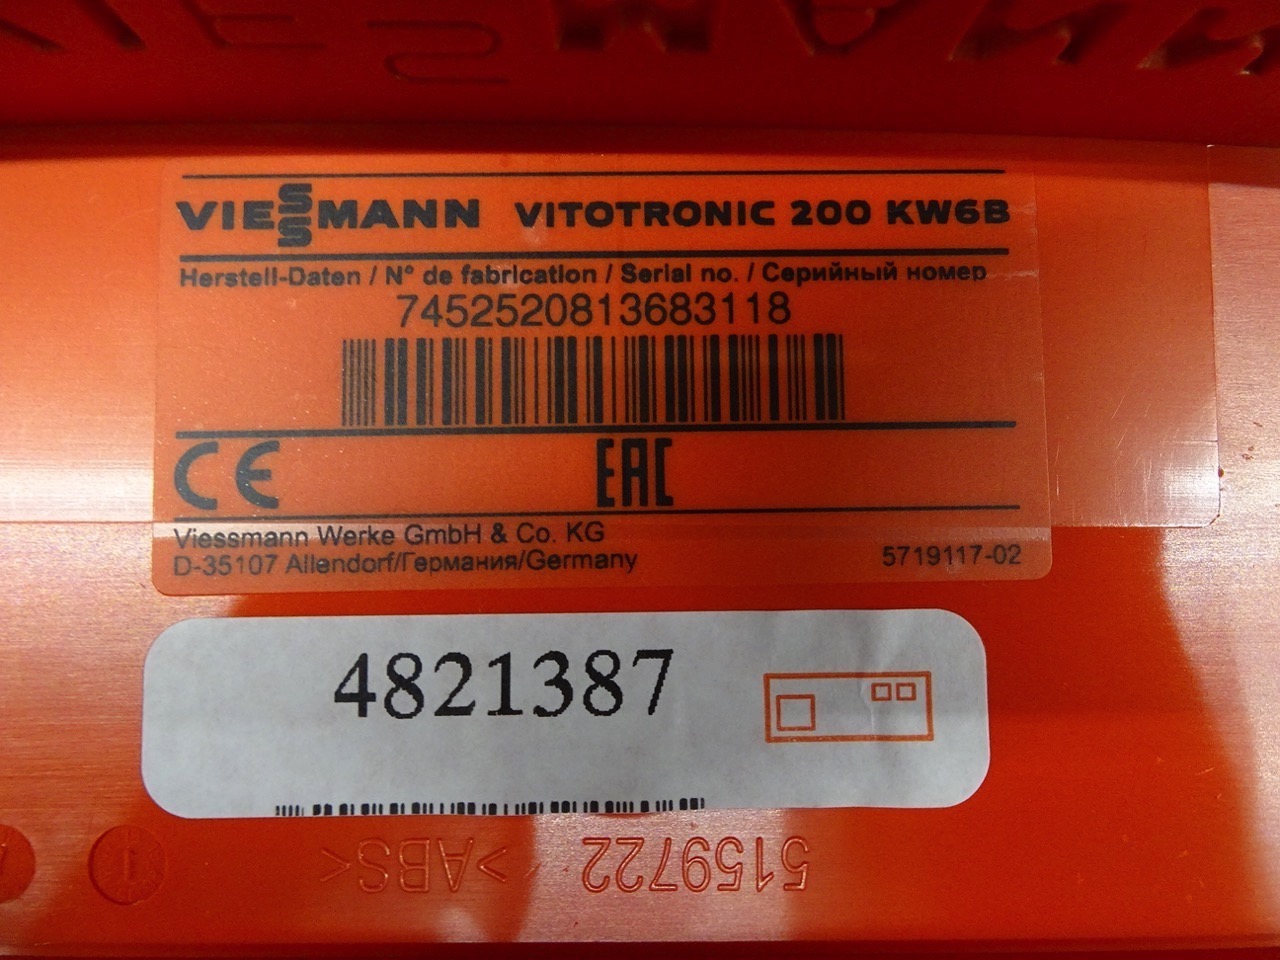 VIESSMANN VITOTRONIC 200 KW6B
Herstell-Daten / N° de fabrication / Serial no. / Серийный номер
7452520813683118
CE EAC
Viessmann Werke GmbH & Co. KG
D-35107 Allendorf/Германия/Germany 5719117-02
4821387
5159722 >ABS<